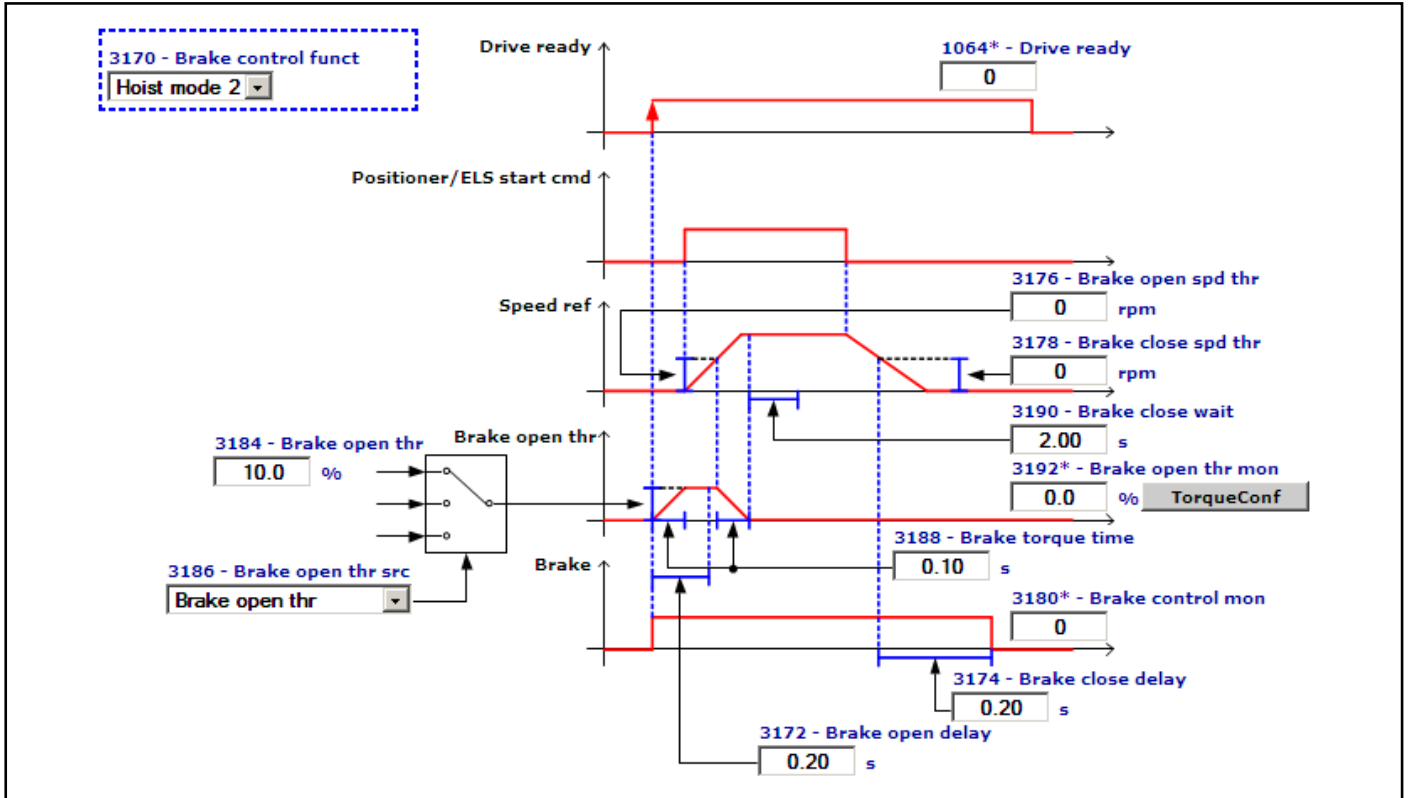 3170 - Brake control funct
Hoist mode 2
Drive ready
1064* - Drive ready
0
Positioner/ELS start cmd
Speed ref
3176 - Brake open spd thr
0 rpm
3178 - Brake close spd thr
0 rpm
3190 - Brake close wait
2.00 s
3184 - Brake open thr
10.0 %
Brake open thr
3192* - Brake open thr mon
0.0 % TorqueConf
3188 - Brake torque time
0.10 s
3186 - Brake open thr src
Brake open thr
Brake
3180* - Brake control mon
0
3174 - Brake close delay
0.20 s
3172 - Brake open delay
0.20 s